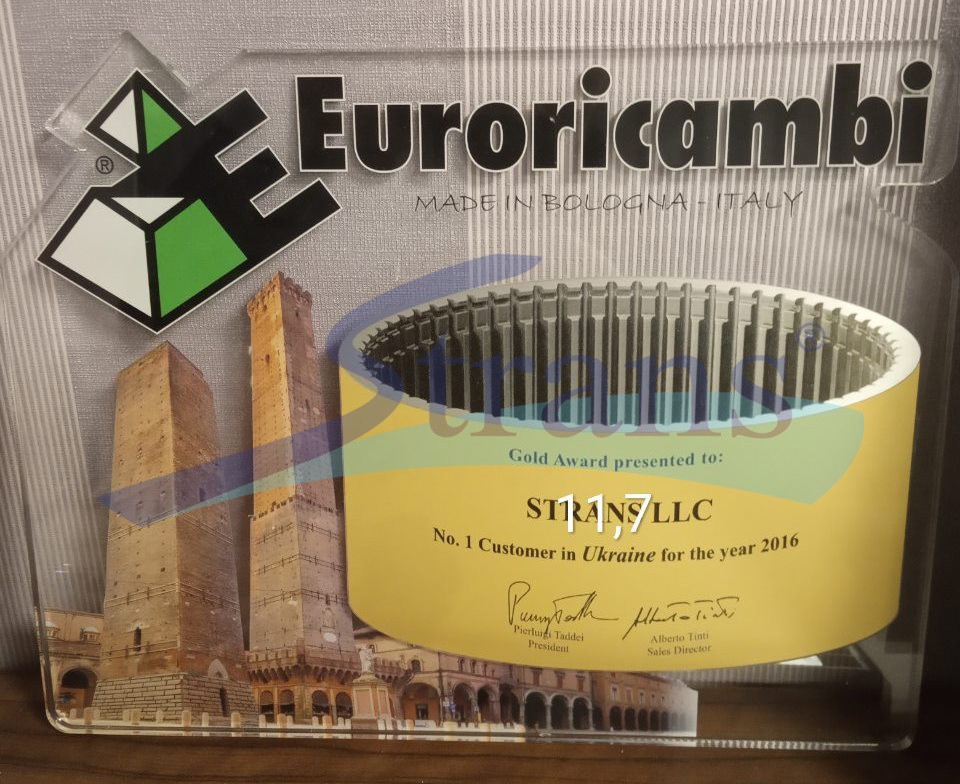 ®
Euroricambi
MADE IN BOLOGNA - ITALY
Strans®
Gold Award presented to:
STRANS LLC
11,7
No. 1 Customer in Ukraine for the year 2016
Pierluigi Taddei
President
Alberto Tinti
Sales Director